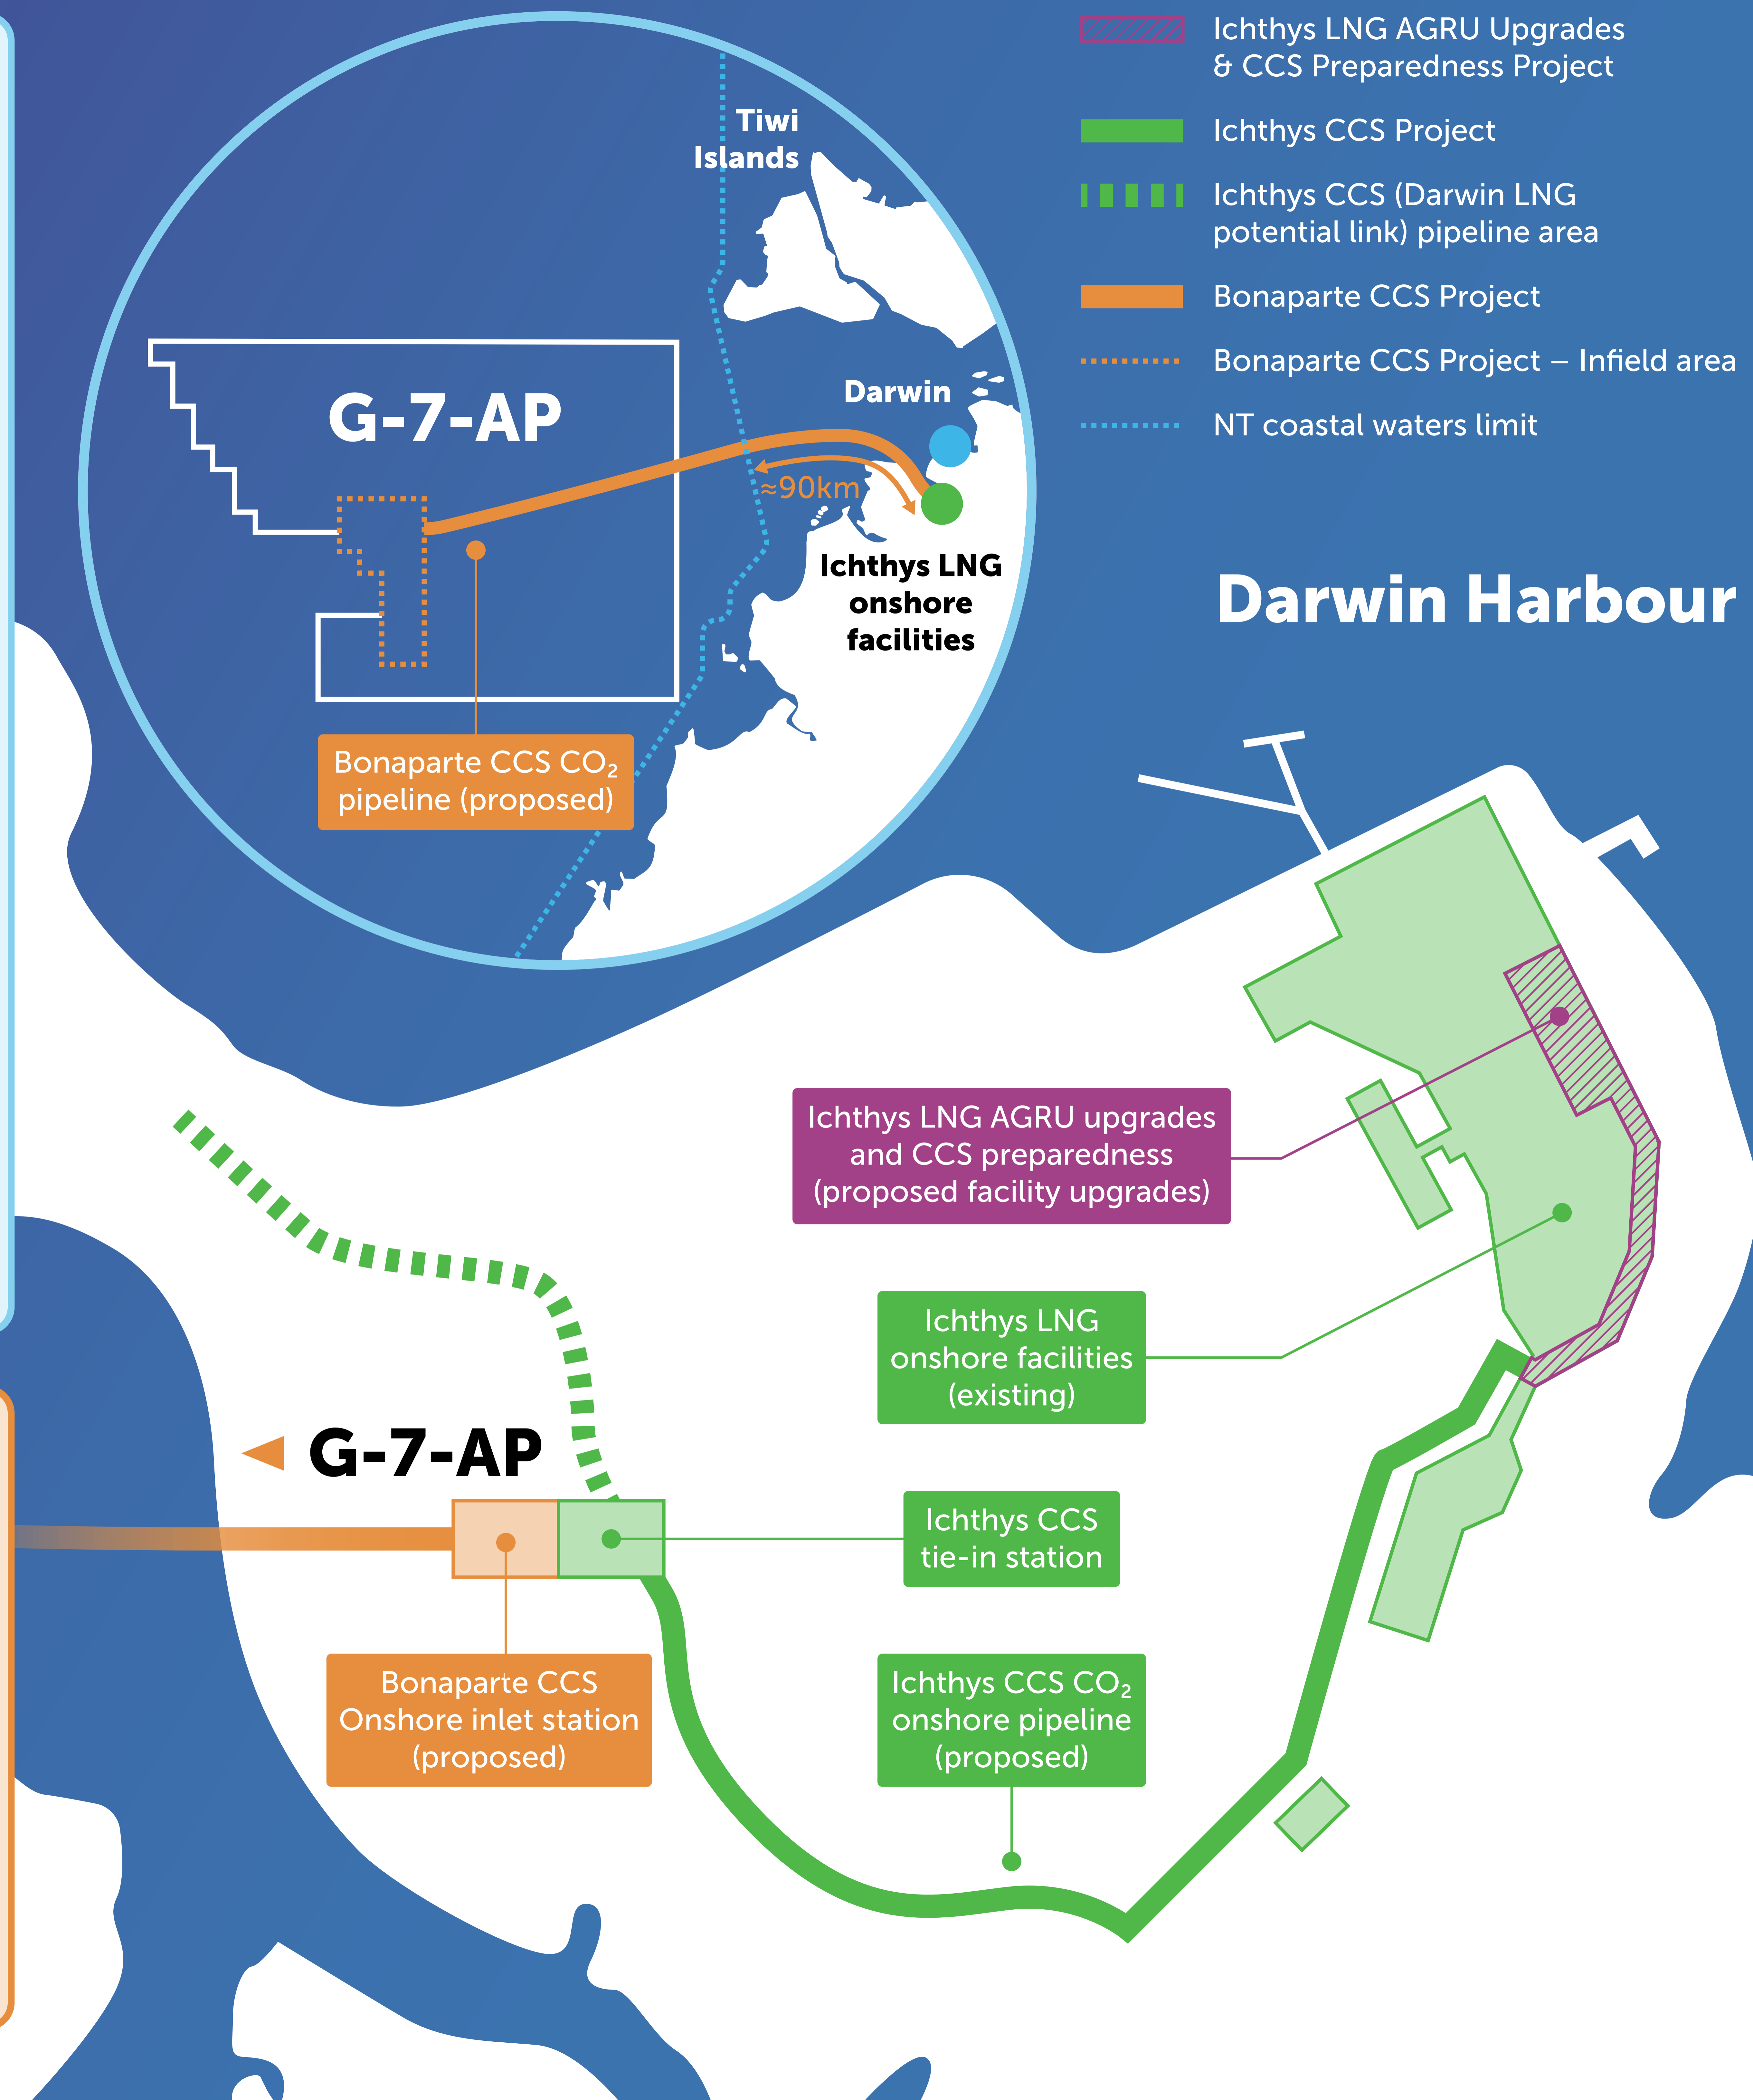 Ichthys LNG AGRU Upgrades
& CCS Preparedness Project
Ichthys CCS Project
Ichthys CCS (Darwin LNG
potential link) pipeline area
Bonaparte CCS Project
Bonaparte CCS Project – Infield area
NT coastal waters limit
Tiwi
Islands
G-7-AP
Darwin
≈90km
Ichthys LNG
onshore
facilities
Bonaparte CCS CO₂
pipeline (proposed)
Darwin Harbour
Ichthys LNG AGRU upgrades
and CCS preparedness
(proposed facility upgrades)
Ichthys LNG
onshore facilities
(existing)
G-7-AP
Ichthys CCS
tie-in station
Bonaparte CCS
Onshore inlet station
(proposed)
Ichthys CCS CO₂
onshore pipeline
(proposed)